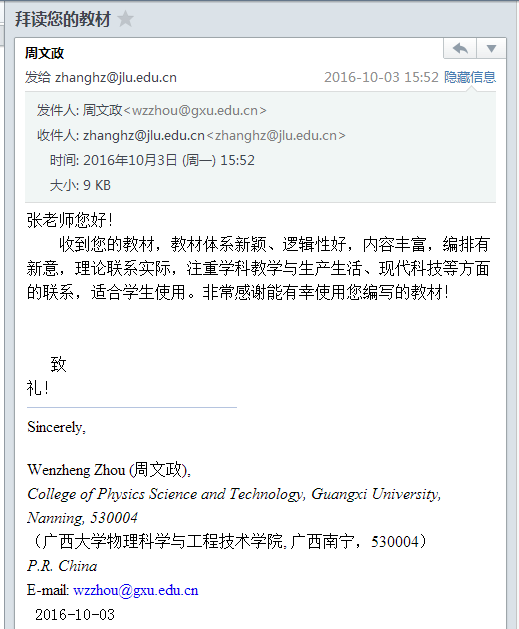 拜读您的教材
周文政
发给 zhanghz@jlu.edu.cn 2016-10-03 15:52 隐藏信息
发件人: 周文政<wzzhou@gxu.edu.cn>
收件人: zhanghz@jlu.edu.cn<zhanghz@jlu.edu.cn>
时间: 2016年10月3日 (周一) 15:52
大小: 9 KB
张老师您好！
收到您的教材，教材体系新颖、逻辑性好，内容丰富，编排有
新意，理论联系实际，注重学科教学与生产生活、现代科技等方面
的联系，适合学生使用。非常感谢能有幸使用您编写的教材！
致
礼！
Sincerely,
Wenzheng Zhou (周文政),
College of Physics Science and Technology, Guangxi University,
Nanning, 530004
（广西大学物理科学与工程技术学院, 广西南宁，530004）
P.R. China
E-mail: wzzhou@gxu.edu.cn
2016-10-03